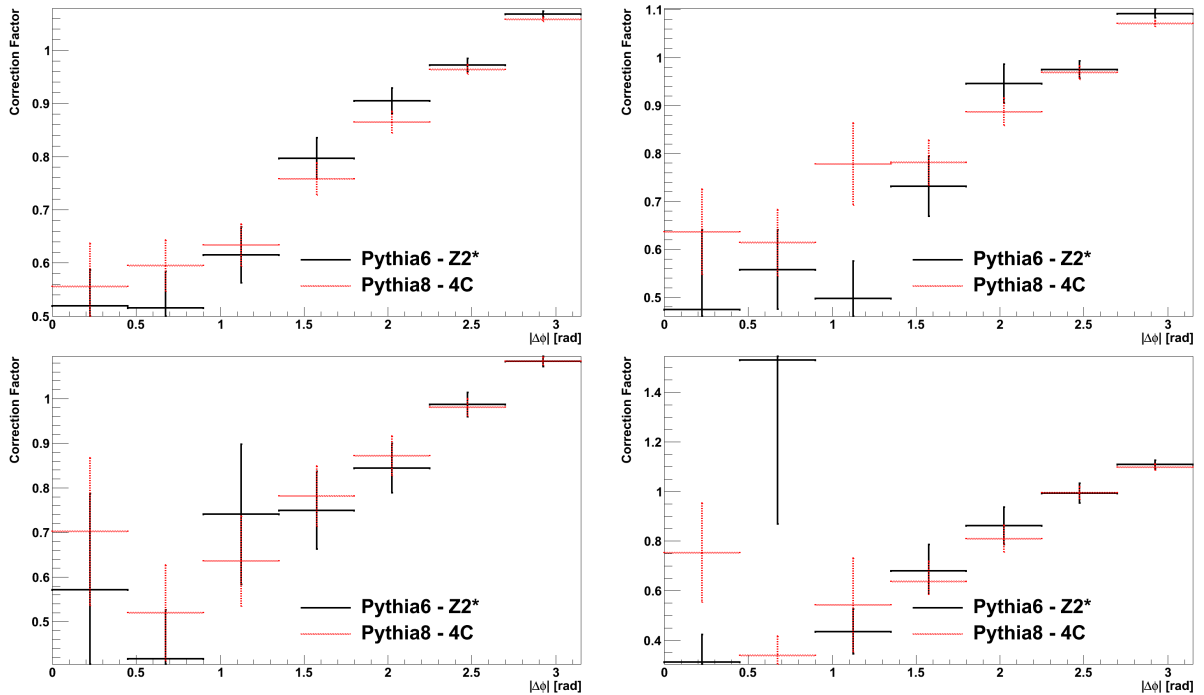 Correction Factor
1
0.9
0.8
0.7
0.6
0.5
Pythia6 - Z2*
Pythia8 - 4C
0 0.5 1 1.5 2 2.5 3
|Δϕ| [rad]
Correction Factor
1.1
1
0.9
0.8
0.7
0.6
0.5
Pythia6 - Z2*
Pythia8 - 4C
0 0.5 1 1.5 2 2.5 3
|Δϕ| [rad]
Correction Factor
1
0.9
0.8
0.7
0.6
0.5
Pythia6 - Z2*
Pythia8 - 4C
0 0.5 1 1.5 2 2.5 3
|Δϕ| [rad]
Correction Factor
1.4
1.2
1
0.8
0.6
0.4
Pythia6 - Z2*
Pythia8 - 4C
0 0.5 1 1.5 2 2.5 3
|Δϕ| [rad]